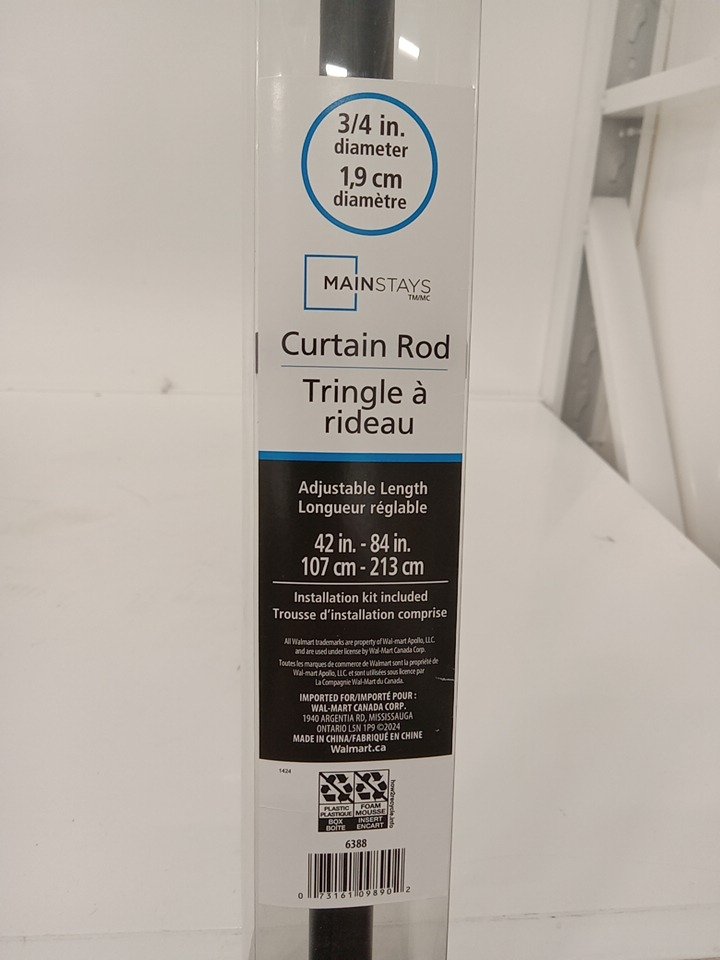 3/4 in.
diameter
1,9 cm
diamètre
MAINSTAYS
TM/MC
Curtain Rod
Tringle à
rideau
Adjustable Length
Longueur réglable
42 in. - 84 in.
107 cm - 213 cm
Installation kit included
Trousse d'installation comprise
All Walmart trademarks are property of Wal-mart Apollo, LLC.
and are used under license by Wal-Mart Canada Corp.
Toutes les marques de commerce de Walmart sont la propriété de
Wal-mart Apollo, LLC. et sont utilisées sous licence par
La Compagnie Wal-Mart du Canada.
IMPORTED FOR/IMPORTÉ POUR :
WAL-MART CANADA CORP.
1940 ARGENTIA RD, MISSISSAUGA
ONTARIO L5N 1P9 ©2024
MADE IN CHINA/FABRIQUÉ EN CHINE
Walmart.ca
1424
PLASTIC
PLASTIQUE
BOX
BOÎTE
FOAM
MOUSSE
INSERT
ENCART
how2recycle.info
6388
0 73161 09890 2